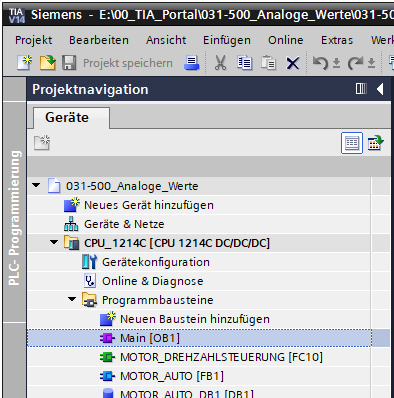 TIA V14
Siemens - E:\00_TIA_Portal\031-500_Analoge_Werte\031-50
Projekt Bearbeiten Ansicht Einfügen Online Extras Werk
Projekt speichern
Projektnavigation
Geräte
PLC- Programmierung
031-500_Analoge_Werte
Neues Gerät hinzufügen
Geräte & Netze
CPU_1214C [CPU 1214C DC/DC/DC]
Gerätekonfiguration
Online & Diagnose
Programmbausteine
Neuen Baustein hinzufügen
Main [OB1]
MOTOR_DREHZAHLSTEUERUNG [FC10]
MOTOR_AUTO [FB1]
MOTOR_AUTO_DB1 [DB1]